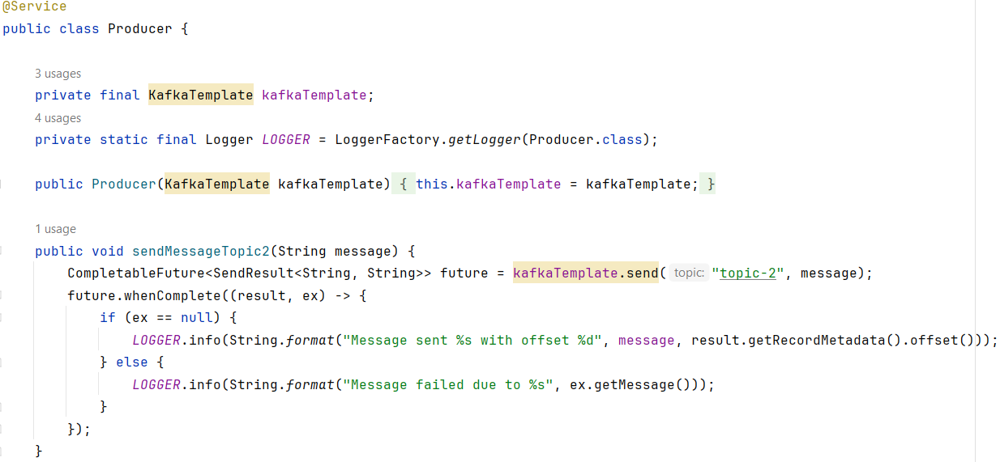 @Service
public class Producer {
3 usages
private final KafkaTemplate kafkaTemplate;
4 usages
private static final Logger LOGGER = LoggerFactory.getLogger(Producer.class);
public Producer(KafkaTemplate kafkaTemplate) { this.kafkaTemplate = kafkaTemplate; }
1 usage
public void sendMessageTopic2(String message) {
CompletableFuture<SendResult<String, String>> future = kafkaTemplate.send( topic: "topic-2", message);
future.whenComplete((result, ex) -> {
if (ex == null) {
LOGGER.info(String.format("Message sent %s with offset %d", message, result.getRecordMetadata().offset()));
} else {
LOGGER.info(String.format("Message failed due to %s", ex.getMessage()));
}
});
}